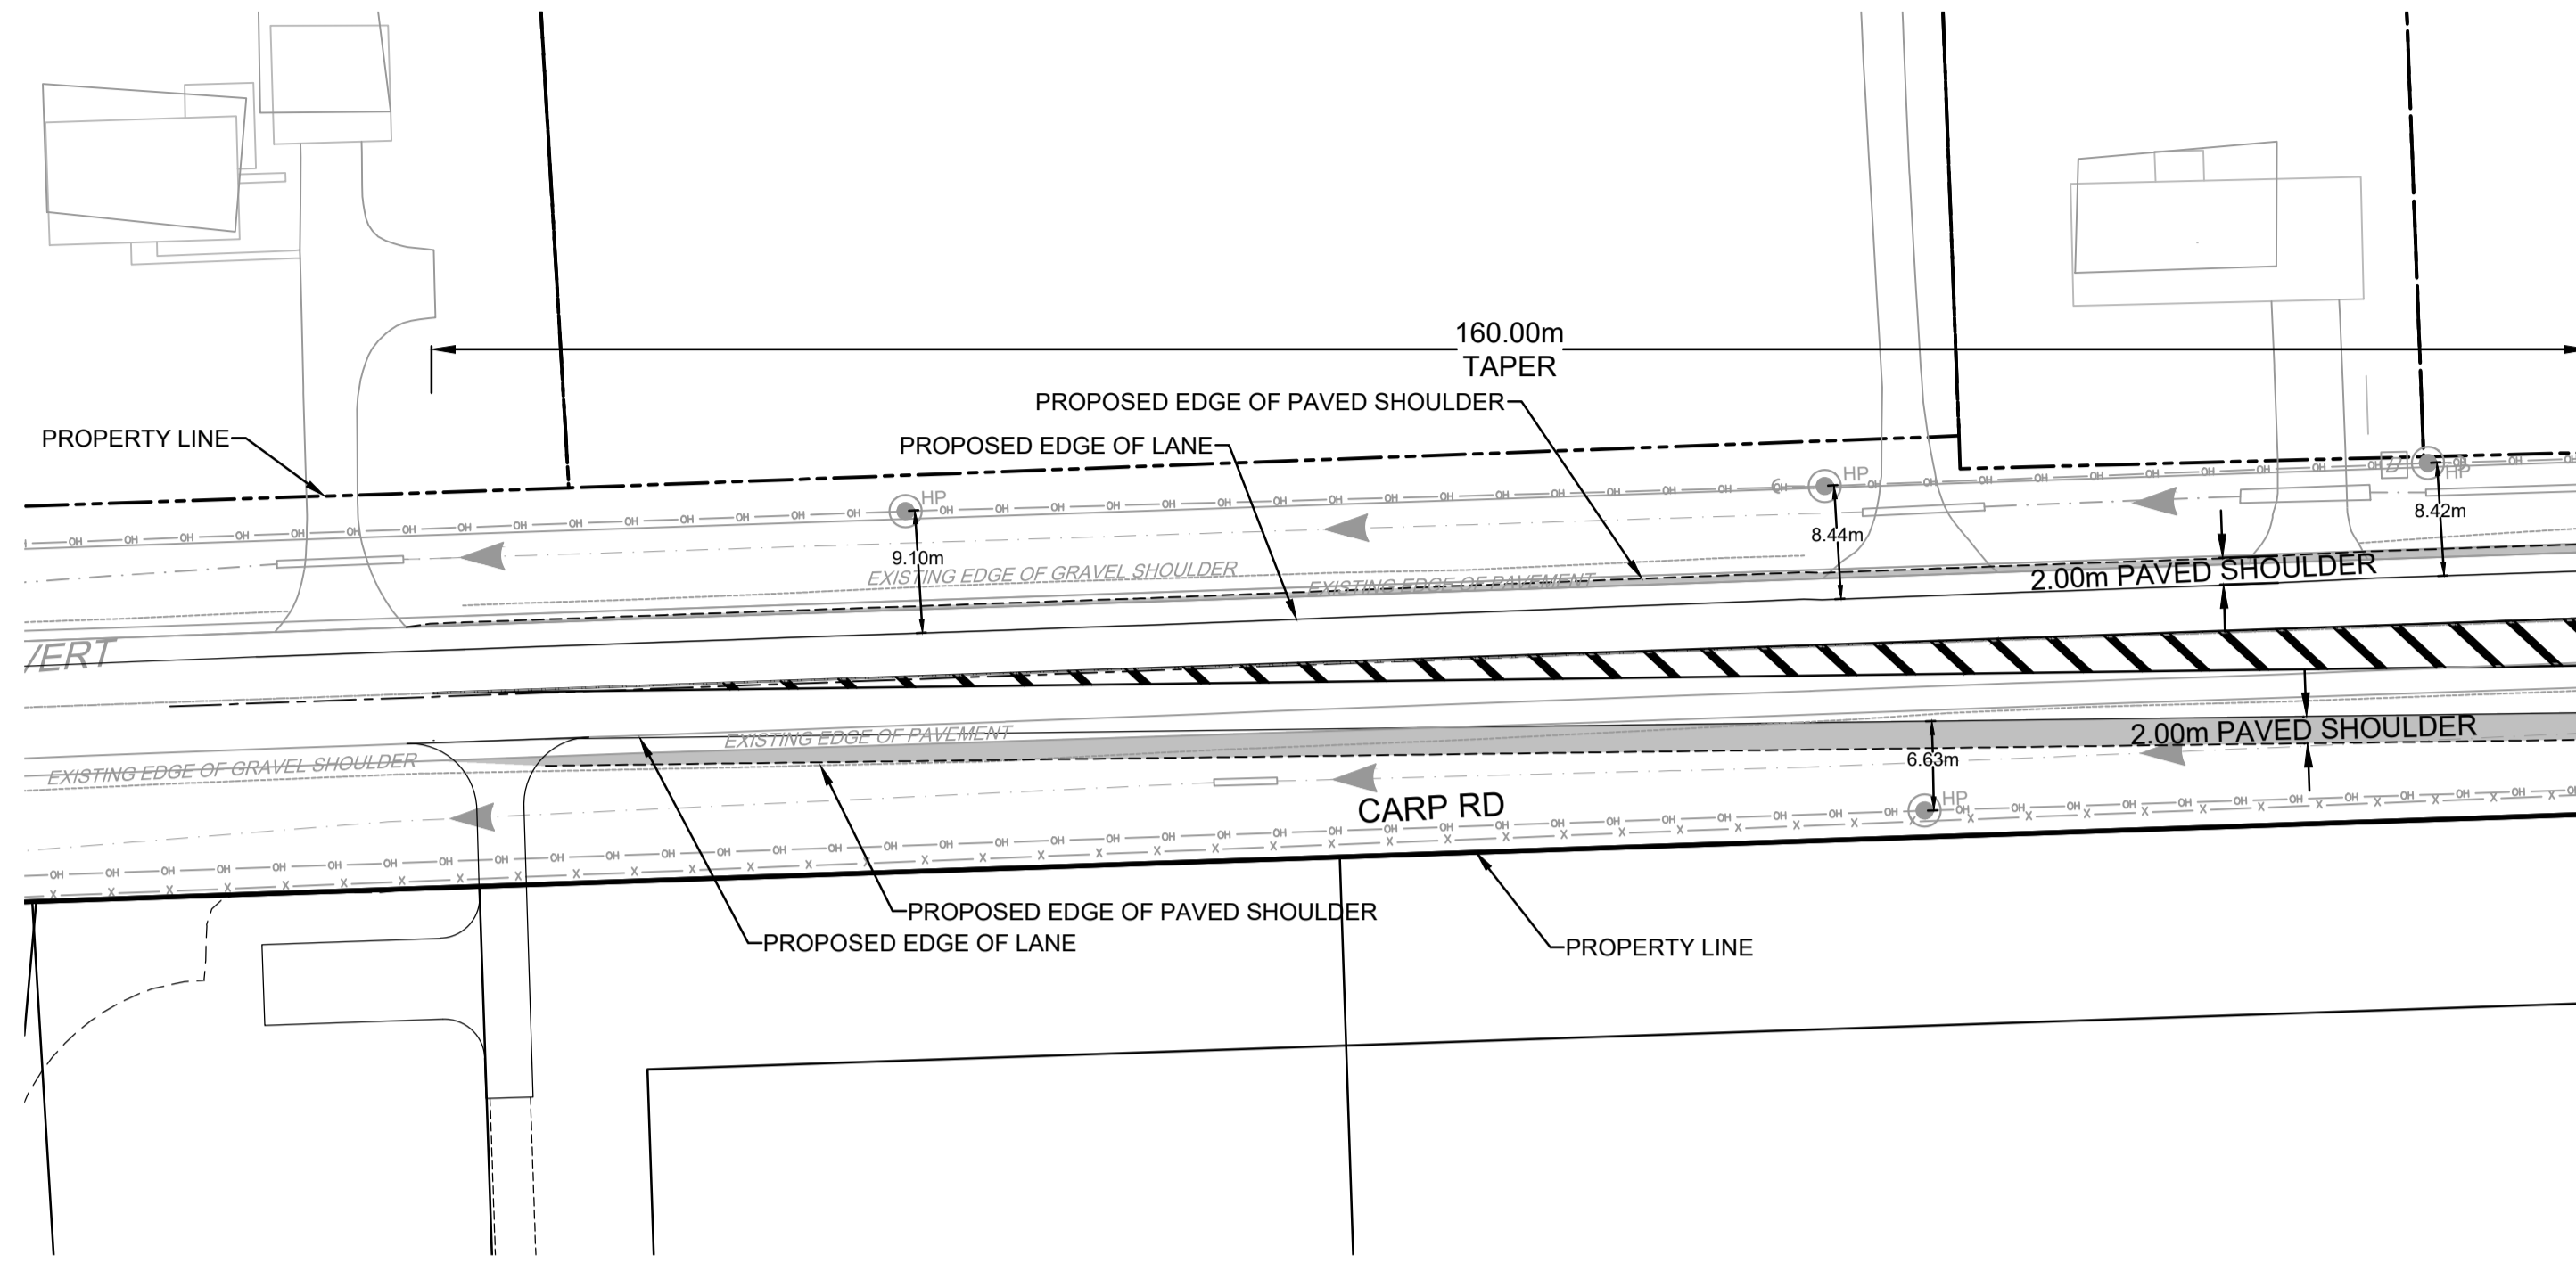 160.00m
TAPER
PROPOSED EDGE OF PAVED SHOULDER
PROPERTY LINE
PROPOSED EDGE OF LANE
HP
HP
HP
9.10m
8.44m
8.42m
EXISTING EDGE OF GRAVEL SHOULDER
EXISTING EDGE OF PAVEMENT
2.00m PAVED SHOULDER
/ERT
EXISTING EDGE OF PAVEMENT
2.00m PAVED SHOULDER
EXISTING EDGE OF GRAVEL SHOULDER
6.63m
HP
CARP RD
PROPOSED EDGE OF PAVED SHOULDER
PROPOSED EDGE OF LANE
PROPERTY LINE